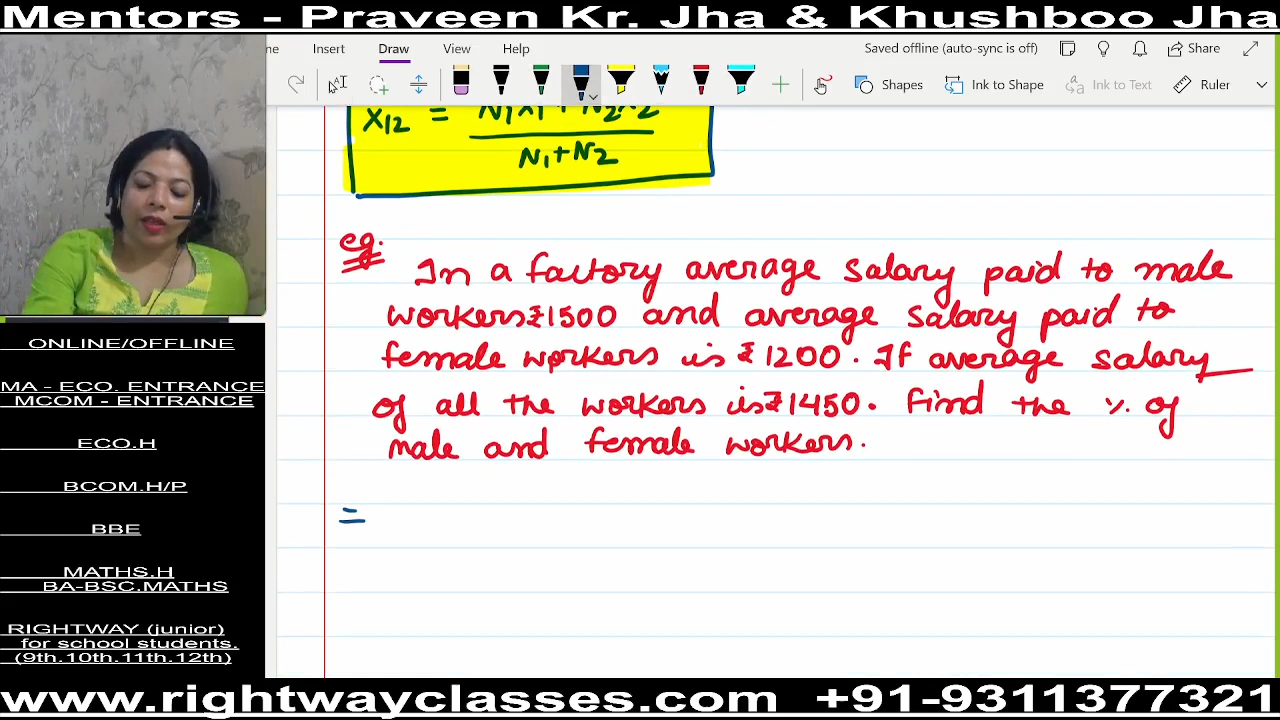 Mentors - Praveen Kr. Jha & Khushboo Jha
Insert Draw View Help Saved offline (auto-sync is off) Share
Shapes Ink to Shape Ink to Text Ruler
X12 = N1X1 + N2X2
N1+N2
eg.
In a factory average salary paid to male
workers ₹1500 and average salary paid to
female workers is ₹1200. If average salary
of all the workers is ₹1450. Find the % of
male and female workers.
=
ONLINE/OFFLINE
MA - ECO. ENTRANCE
MCOM - ENTRANCE
ECO.H
BCOM.H/P
BBE
MATHS.H
BA-BSC.MATHS
RIGHTWAY (junior)
for school students.
(9th.10th.11th.12th)
www.rightwayclasses.com +91-9311377321